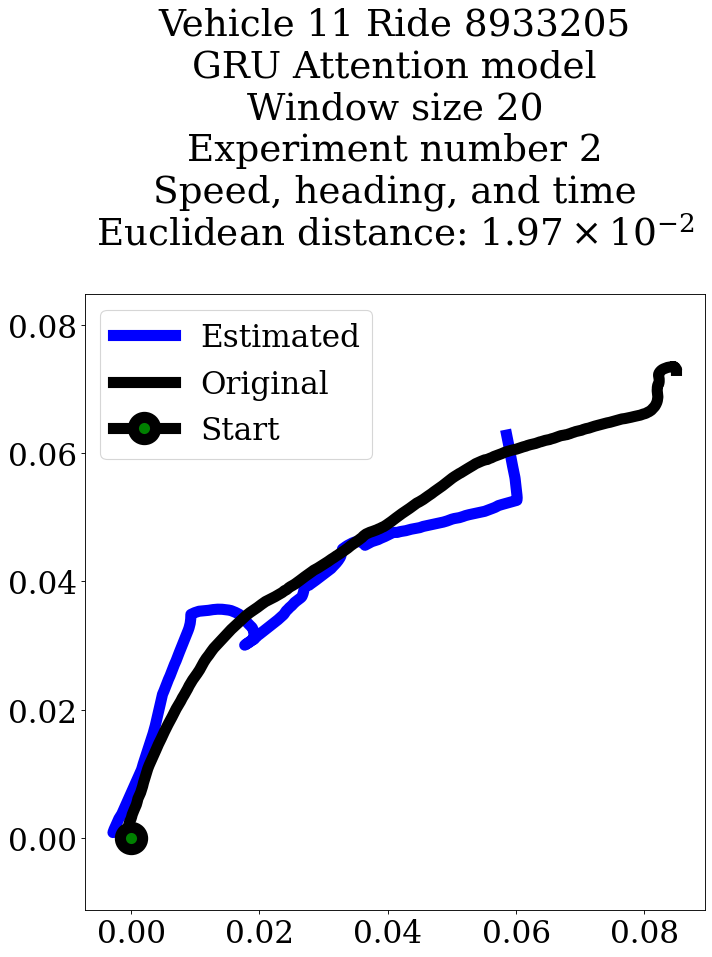 Vehicle 11 Ride 8933205
GRU Attention model
Window size 20
Experiment number 2
Speed, heading, and time
Euclidean distance: 1.97 × 10⁻²
Estimated
Original
Start
0.08
0.06
0.04
0.02
0.00
0.00 0.02 0.04 0.06 0.08